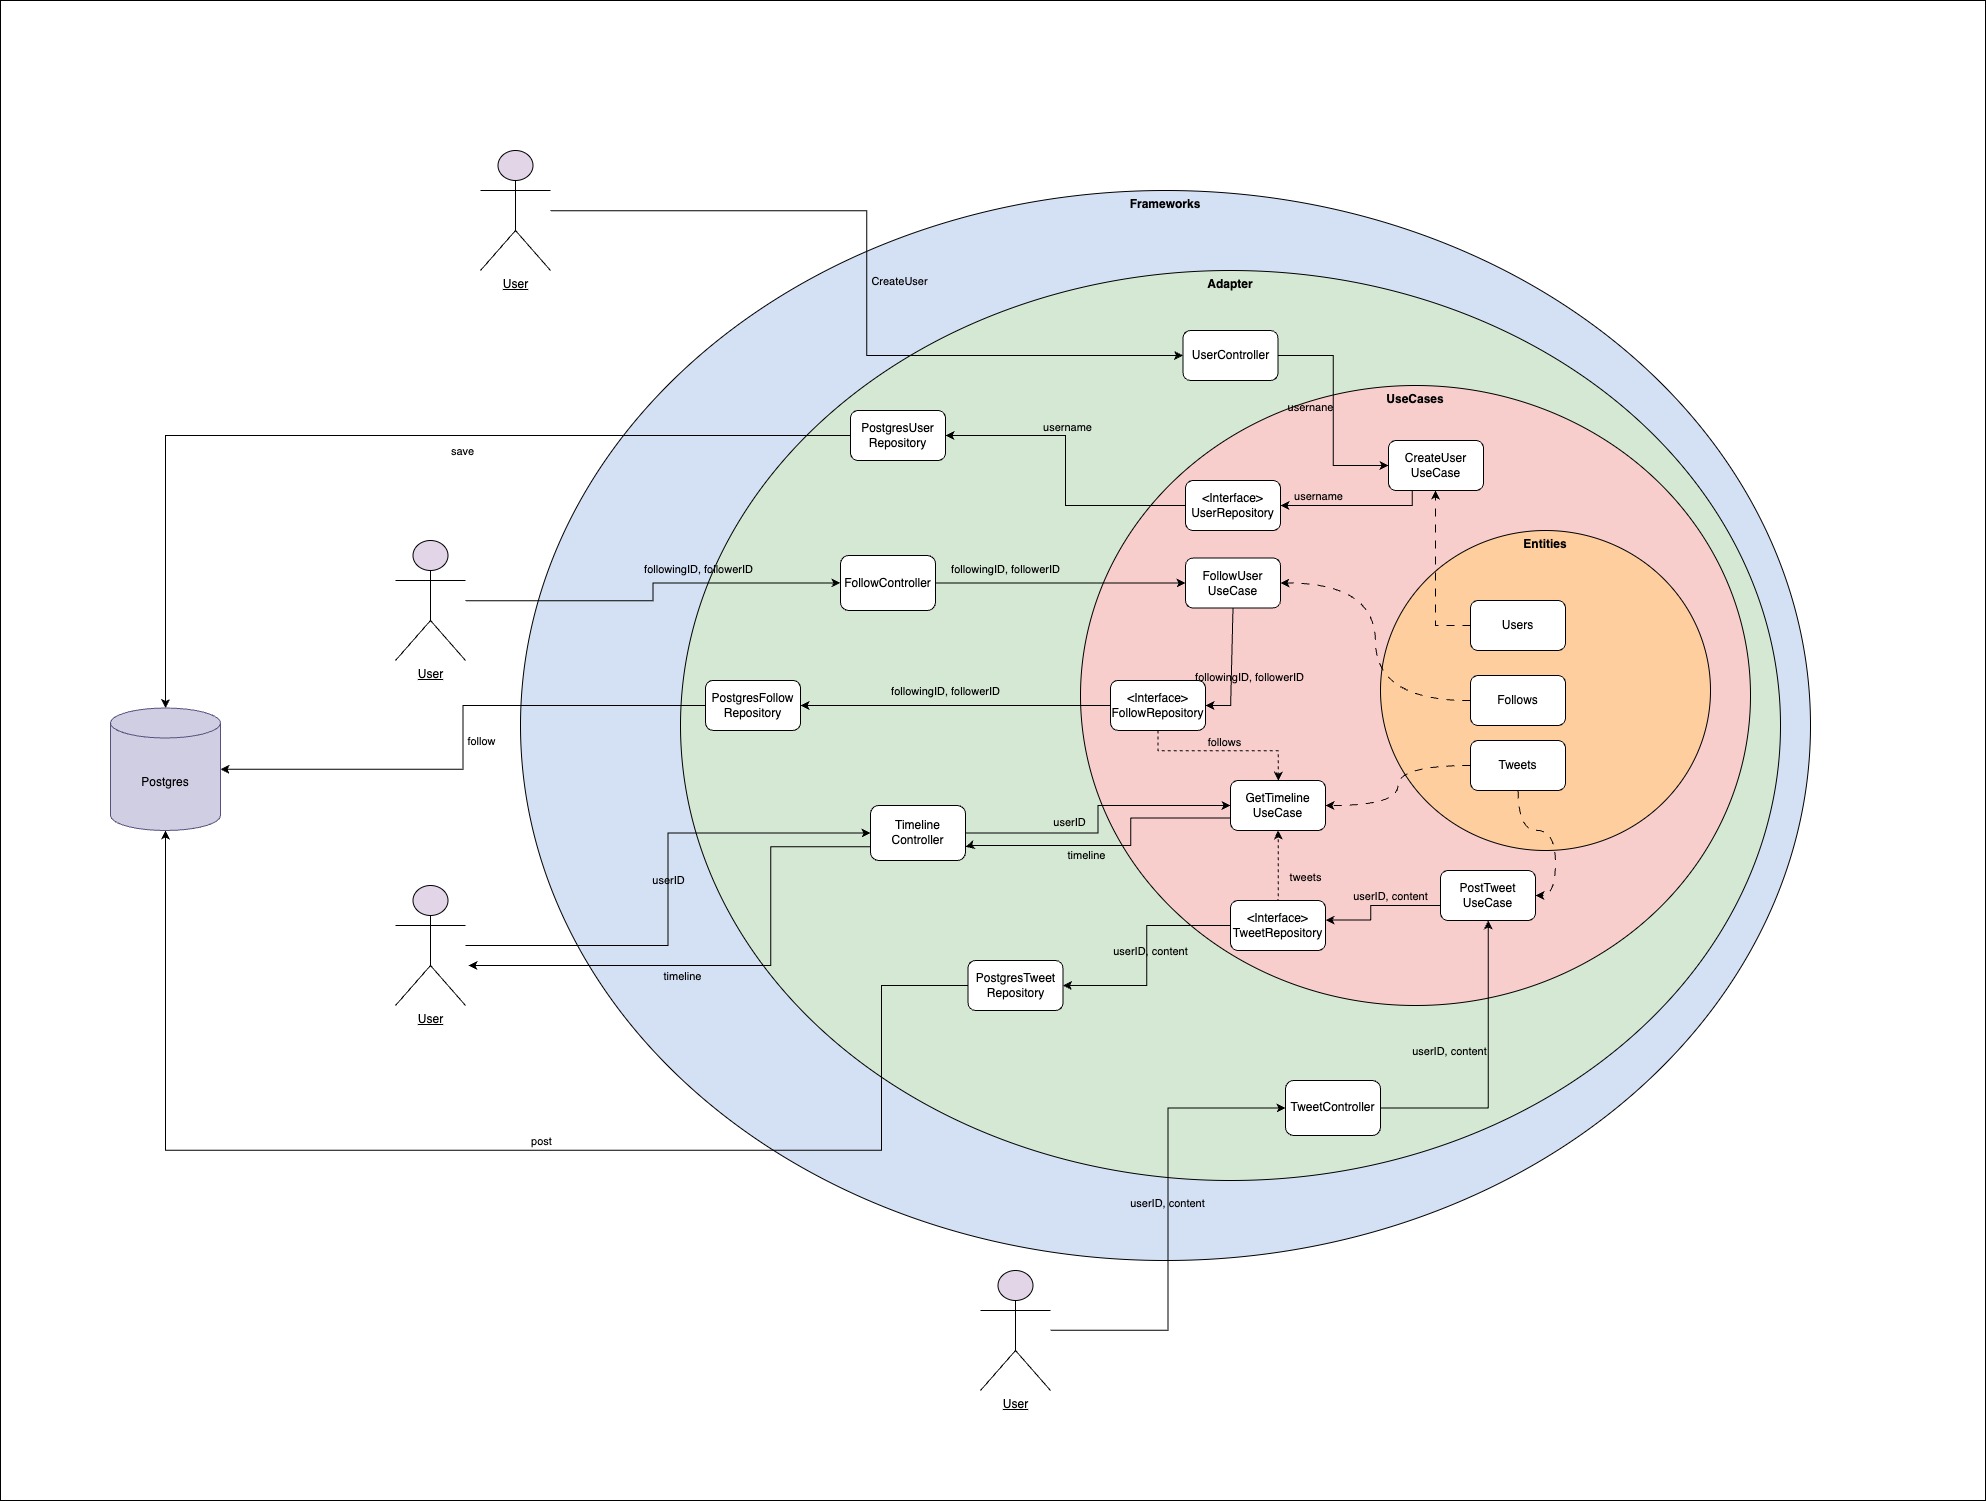 Frameworks
User
CreateUser
Adapter
UserController
UseCases
usernane
PostgresUser
Repository
username
save
CreateUser
UseCase
<Interface>
UserRepository
username
Entities
User
followingID, followerID
FollowController
followingID, followerID
FollowUser
UseCase
Users
Follows
Tweets
followingID, followerID
PostgresFollow
Repository
followingID, followerID
<Interface>
FollowRepository
follow
follows
Postgres
GetTimeline
UseCase
Timeline
Controller
userID
timeline
userID
tweets
PostTweet
UseCase
userID, content
<Interface>
TweetRepository
userID, content
User
timeline
PostgresTweet
Repository
userID, content
TweetController
post
userID, content
User